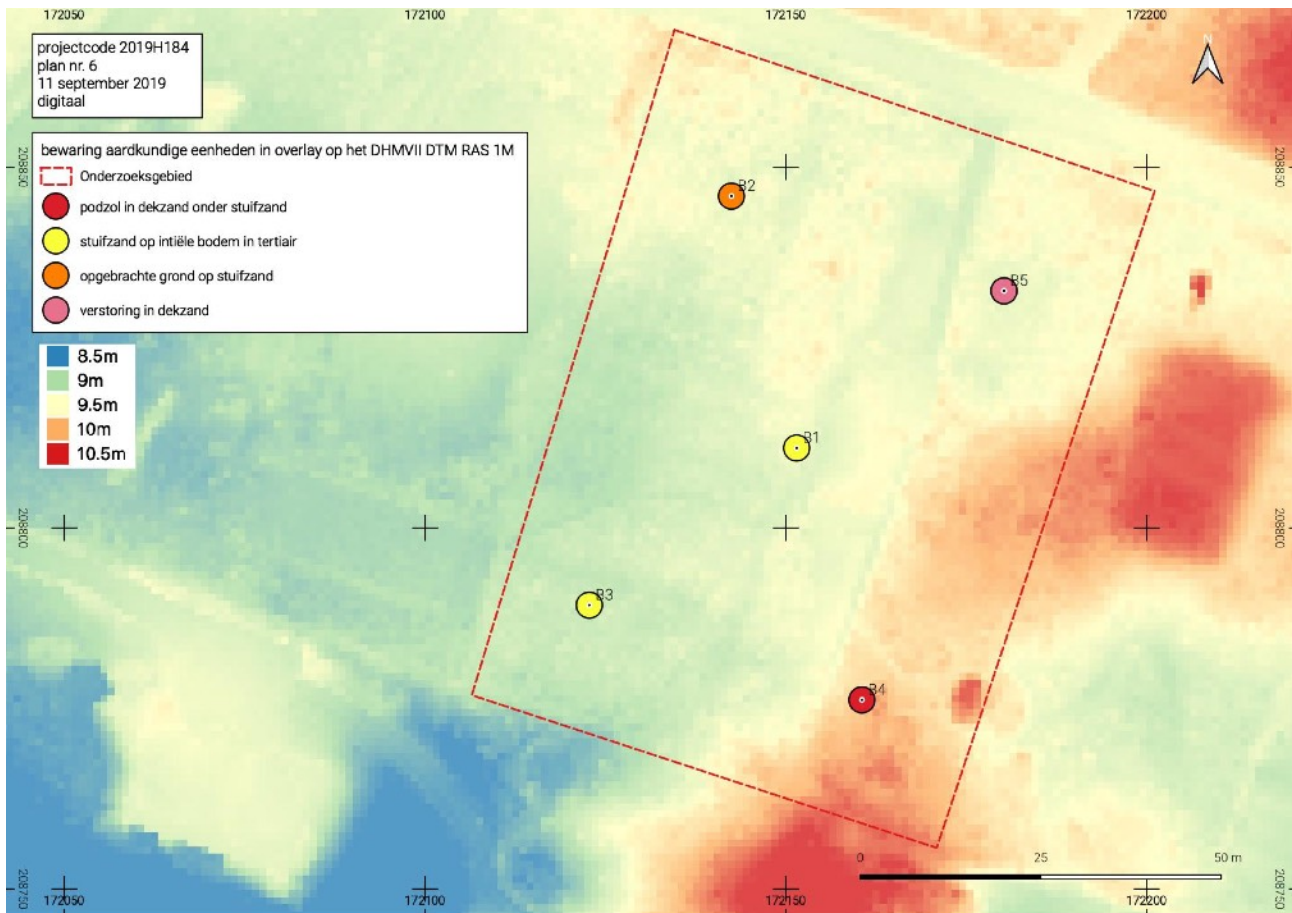 172050 172100 172150 172200
projectcode 2019H184
plan nr. 6
11 september 2019
digitaal
N
bewaring aardkundige eenheden in overlay op het DHMVII DTM RAS 1M
Onderzoeksgebied
podzol in dekzand onder stuifzand
stuifzand op intiële bodem in tertiair
opgebrachte grond op stuifzand
verstoring in dekzand
208850 208850
B2
B5
8.5m
9m
9.5m
10m
10.5m
B1
208800 208800
B3
B4
0 25 50 m
208750 208750
172050 172100 172150 172200